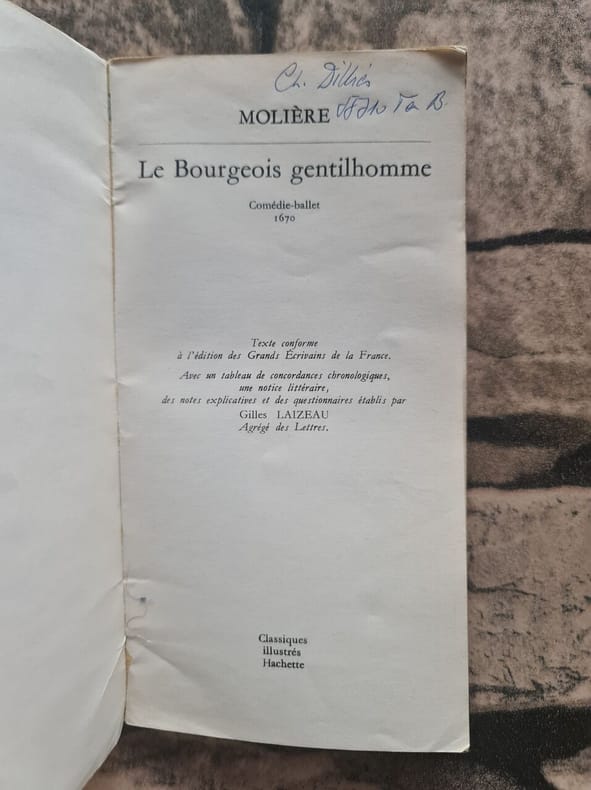 Ch.
MOLIÈRE
Le Bourgeois gentilhomme
Comédie-ballet
1670
Texte conforme
à l'édition des Grands Écrivains de la France.
Avec un tableau de concordances chronologiques,
une notice littéraire,
des notes explicatives et des questionnaires établis par
Gilles LAIZEAU
Agrégé des Lettres.
Classiques
illustrés
Hachette